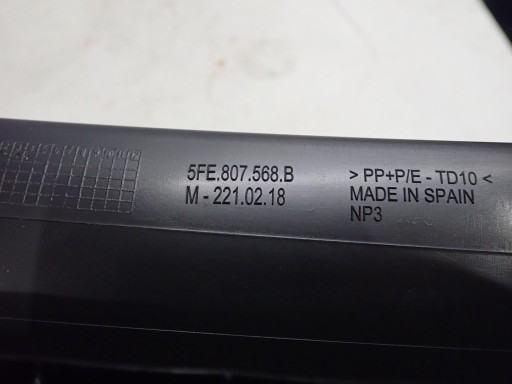 5FE.807.568.B
M - 221.02.18
> PP+P/E - TD10 <
MADE IN SPAIN
NP3